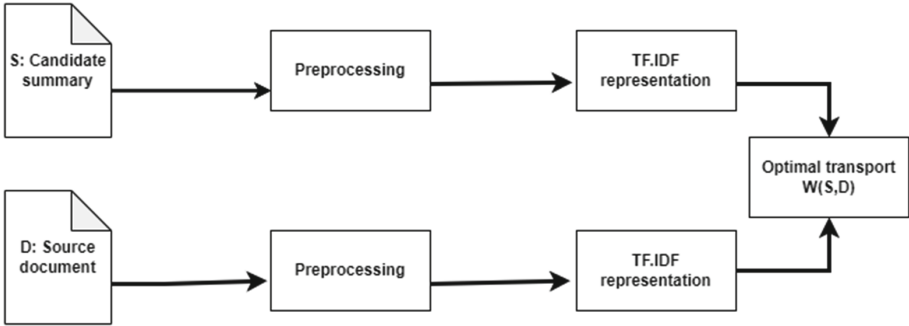 S: Candidate
summary
Preprocessing
TF.IDF
representation
Optimal transport
W(S,D)
D: Source
document
Preprocessing
TF.IDF
representation